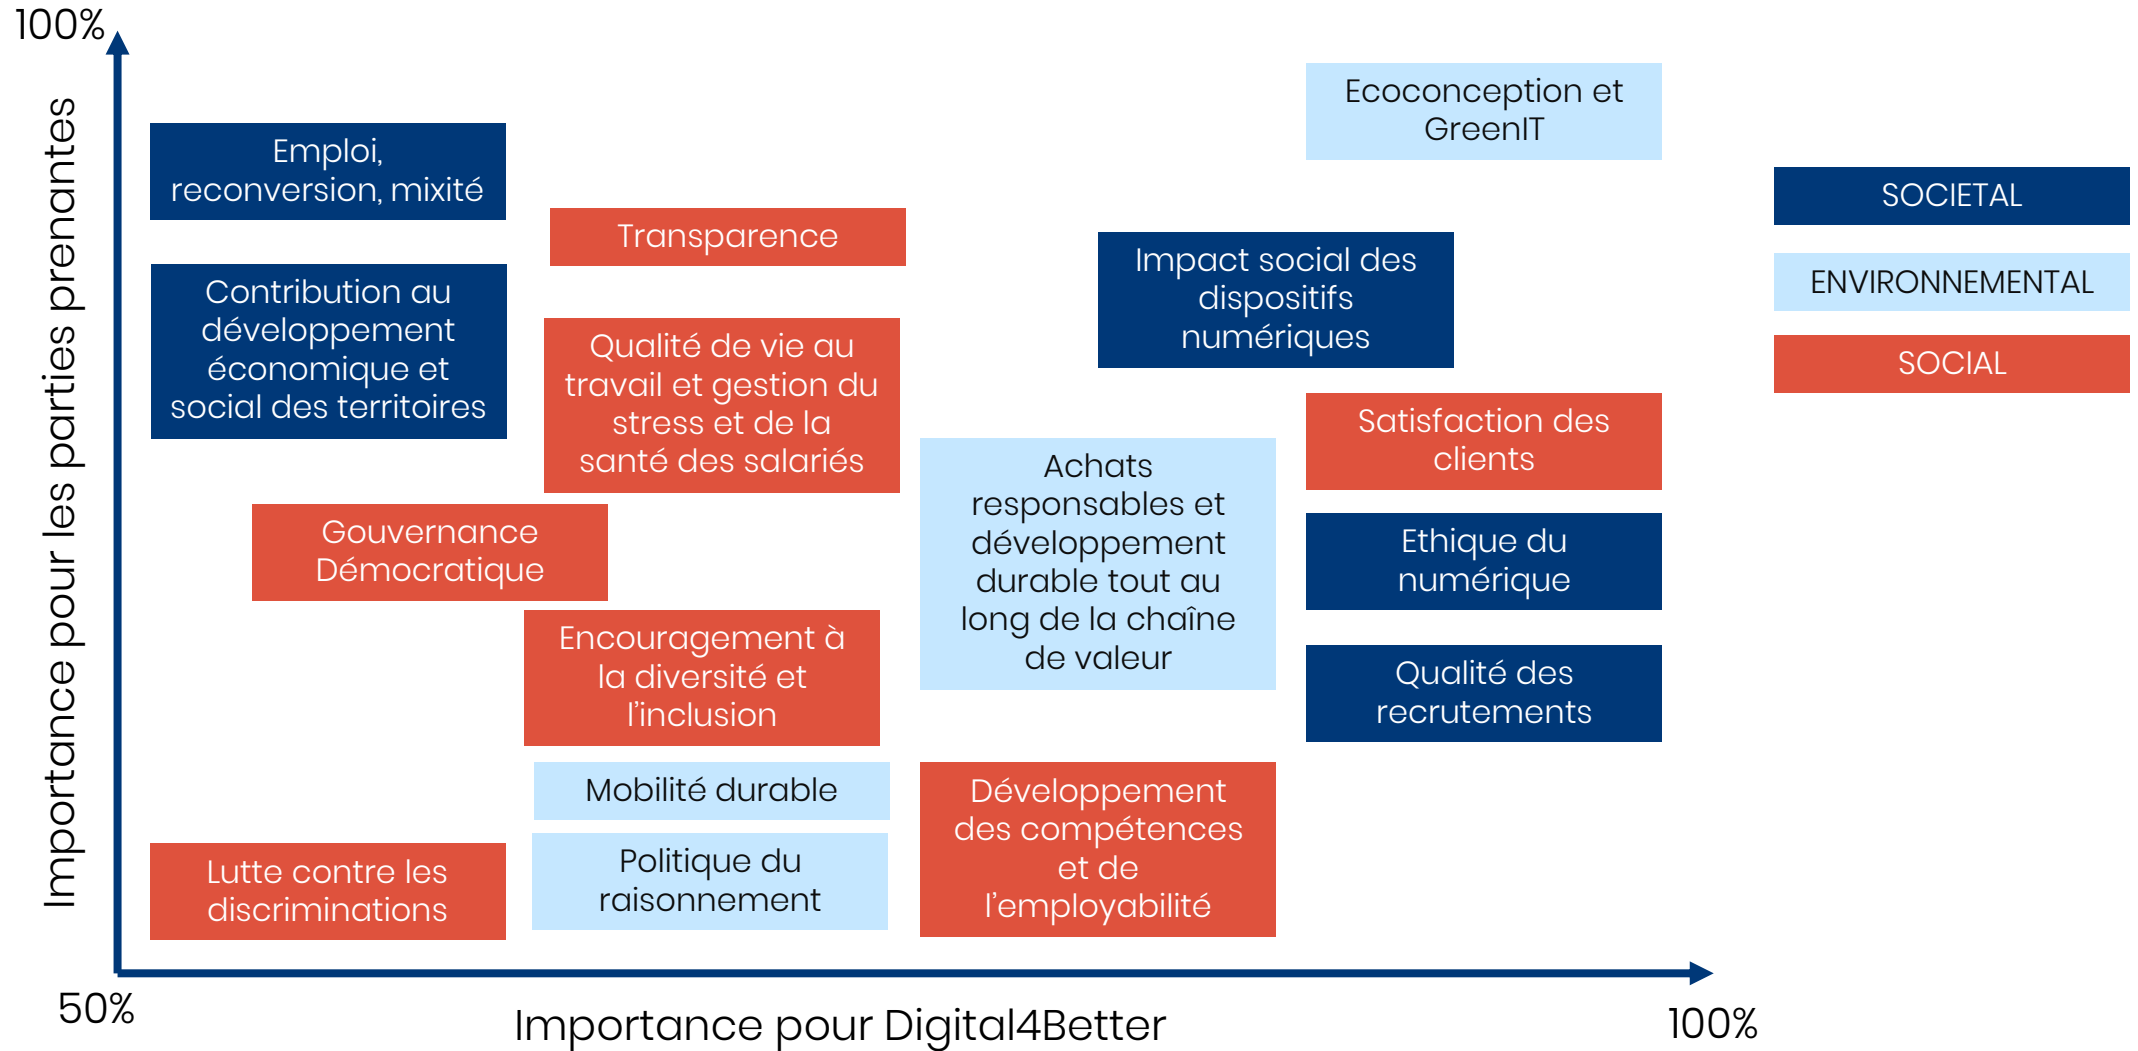 100%
Importance pour les parties prenantes
Ecoconception et
GreenIT
Emploi,
reconversion, mixité
SOCIETAL
Transparence
Impact social des
dispositifs
numériques
ENVIRONNEMENTAL
Contribution au
développement
économique et
social des territoires
Qualité de vie au
travail et gestion du
stress et de la
santé des salariés
SOCIAL
Satisfaction des
clients
Achats
responsables et
développement
durable tout au
long de la chaîne
de valeur
Gouvernance
Démocratique
Ethique du
numérique
Encouragement à
la diversité et
l'inclusion
Qualité des
recrutements
Mobilité durable
Développement
des compétences
et de
l'employabilité
Politique du
raisonnement
Lutte contre les
discriminations
50%
Importance pour Digital4Better
100%